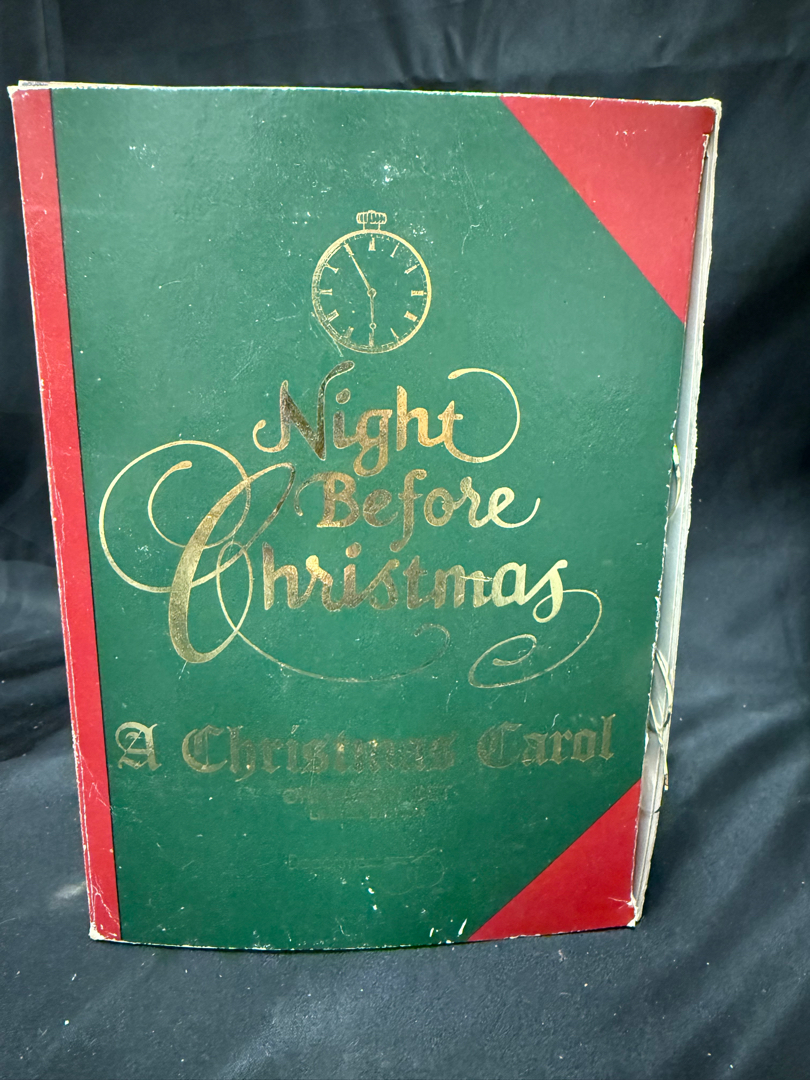 Night
Before
Christmas
A Christmas Carol